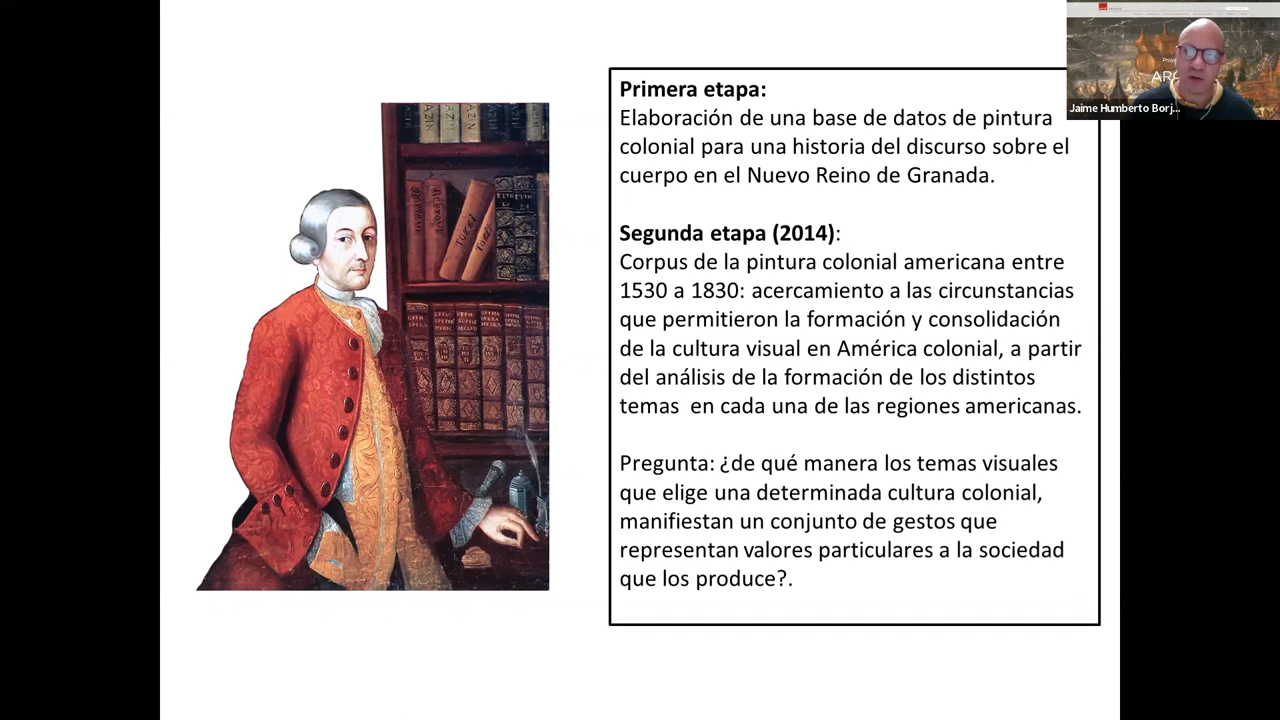 Primera etapa:
Elaboración de una base de datos de pintura
colonial para una historia del discurso sobre el
cuerpo en el Nuevo Reino de Granada.
Segunda etapa (2014):
Corpus de la pintura colonial americana entre
1530 a 1830: acercamiento a las circunstancias
que permitieron la formación y consolidación
de la cultura visual en América colonial, a partir
del análisis de la formación de los distintos
temas en cada una de las regiones americanas.
Pregunta: ¿de qué manera los temas visuales
que elige una determinada cultura colonial,
manifiestan un conjunto de gestos que
representan valores particulares a la sociedad
que los produce?.
Jaime Humberto Borj...